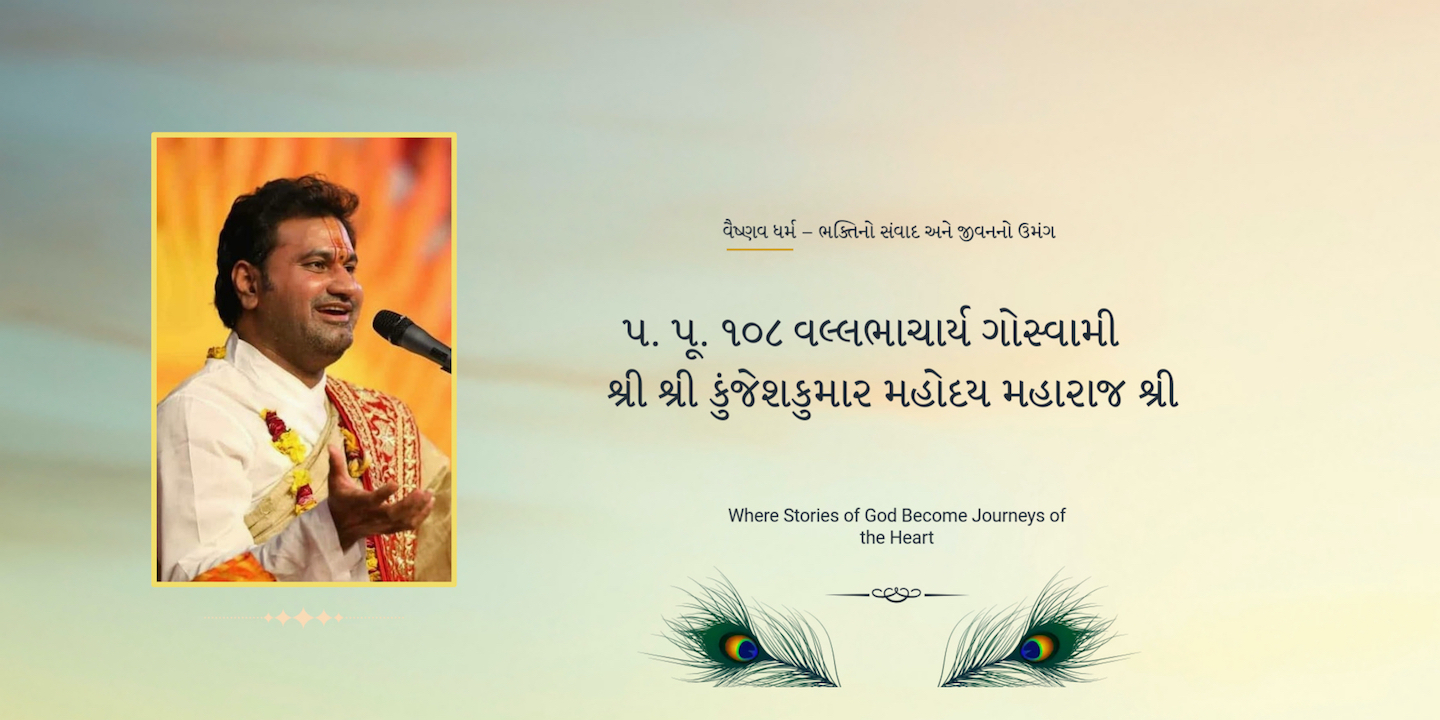 વૈષ્ણવ ધર્મ – ભક્તિનો સંવાદ અને જીવનનો ઉમંગ
પ. પૂ. ૧૦૮ વલ્લભાચાર્ય ગોસ્વામી
શ્રી શ્રી કુંજેશકુમાર મહોદય મહારાજ શ્રી
Where Stories of God Become Journeys of
the Heart